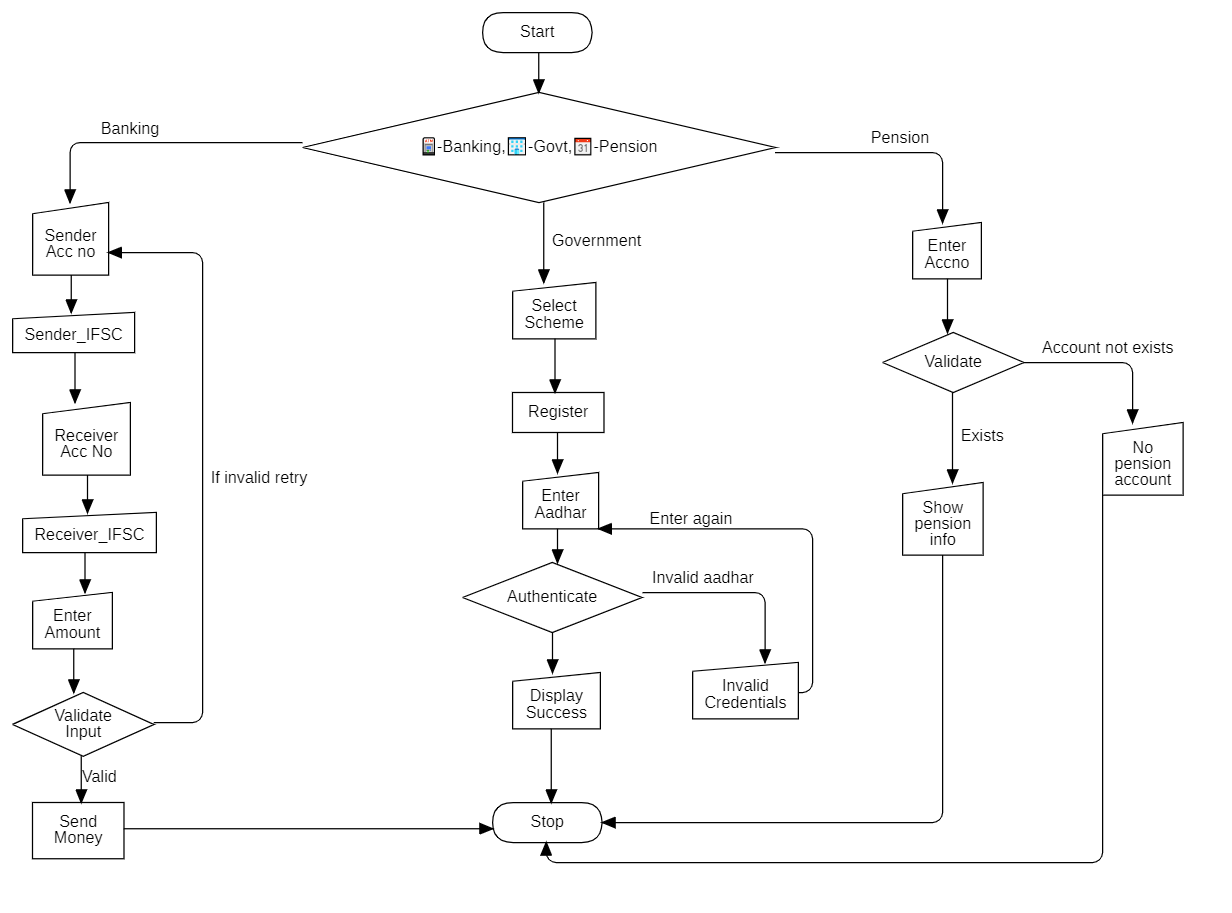 Start
🏧-Banking,🏢-Govt,📅-Pension
Banking
Pension
Government
Sender
Acc no
Sender_IFSC
Receiver
Acc No
Receiver_IFSC
Enter
Amount
Validate
Input
If invalid retry
Valid
Send
Money
Select
Scheme
Register
Enter
Aadhar
Enter again
Authenticate
Invalid aadhar
Invalid
Credentials
Display
Success
Stop
Enter
Accno
Validate
Account not exists
Exists
No
pension
account
Show
pension
info